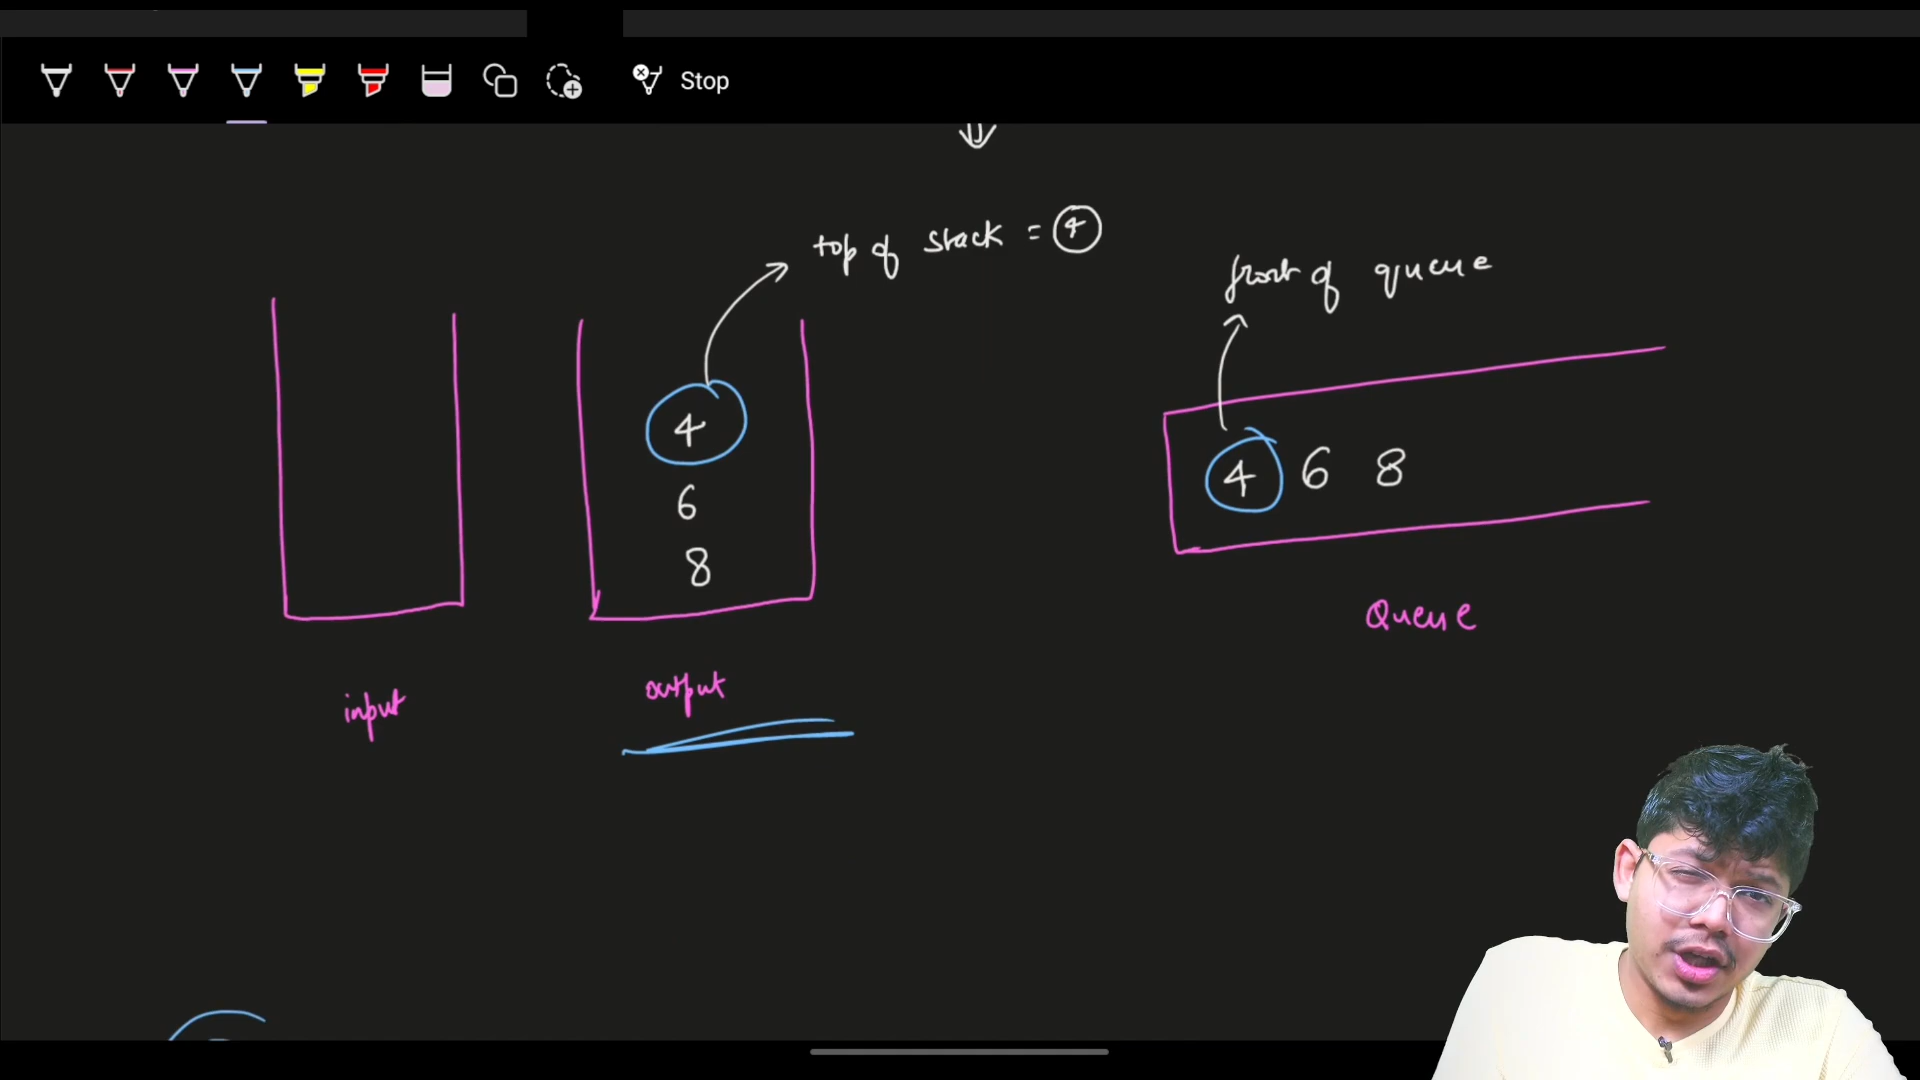 Stop
top of stack = 4
front of queue
4
6
8
4 6 8
Queue
output
input